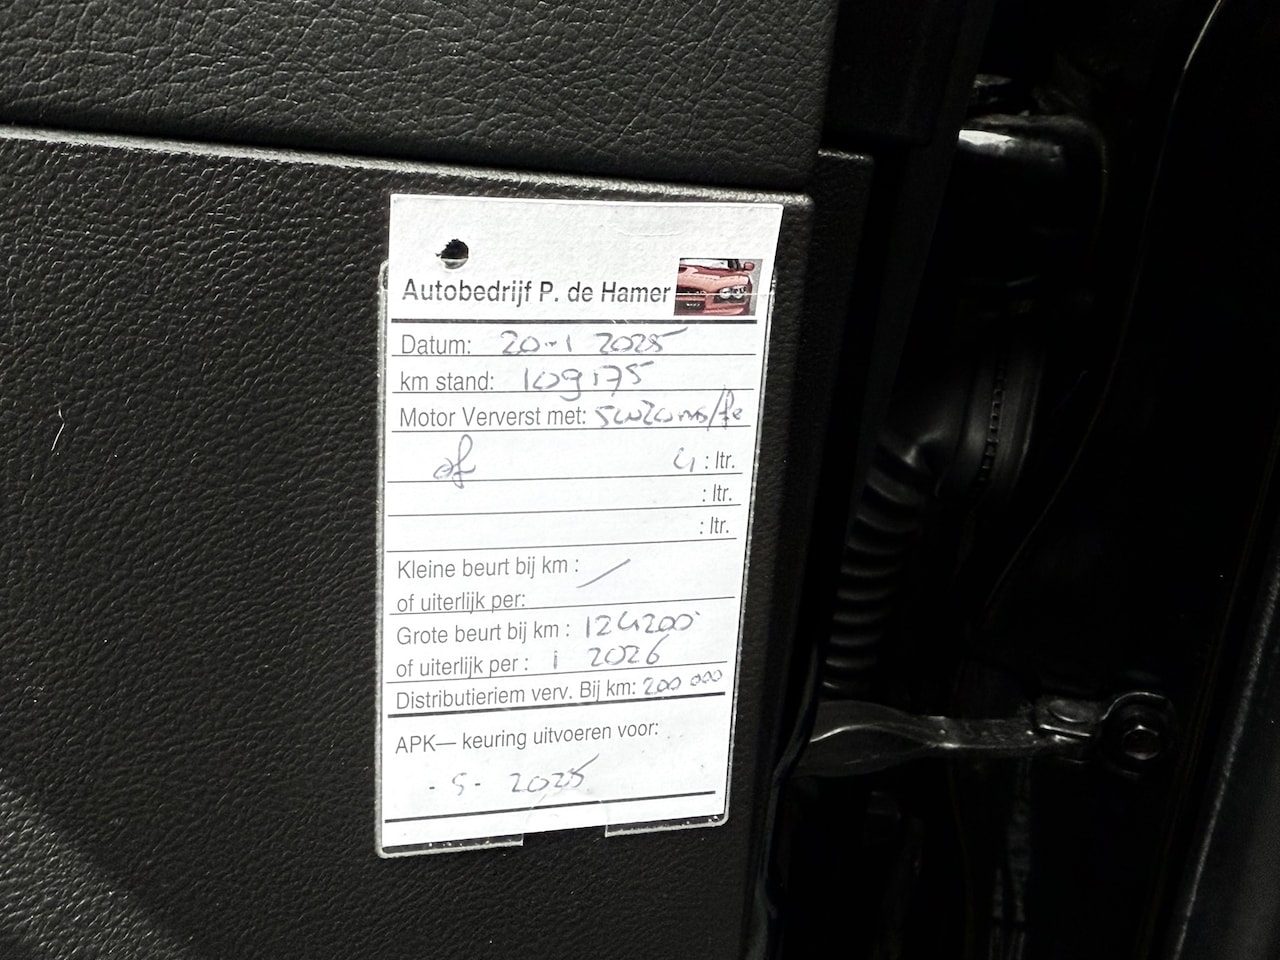 Autobedrijf P. de Hamer
Datum: 20-1 2025
km stand: 109175
Motor Ververst met:
4 : ltr.
: ltr.
: ltr.
Kleine beurt bij km : /
of uiterlijk per:
Grote beurt bij km : 124200
of uiterlijk per : 1 2026
Distributieriem verv. Bij km: 200 000
APK— keuring uitvoeren voor:
- 5 - 2025